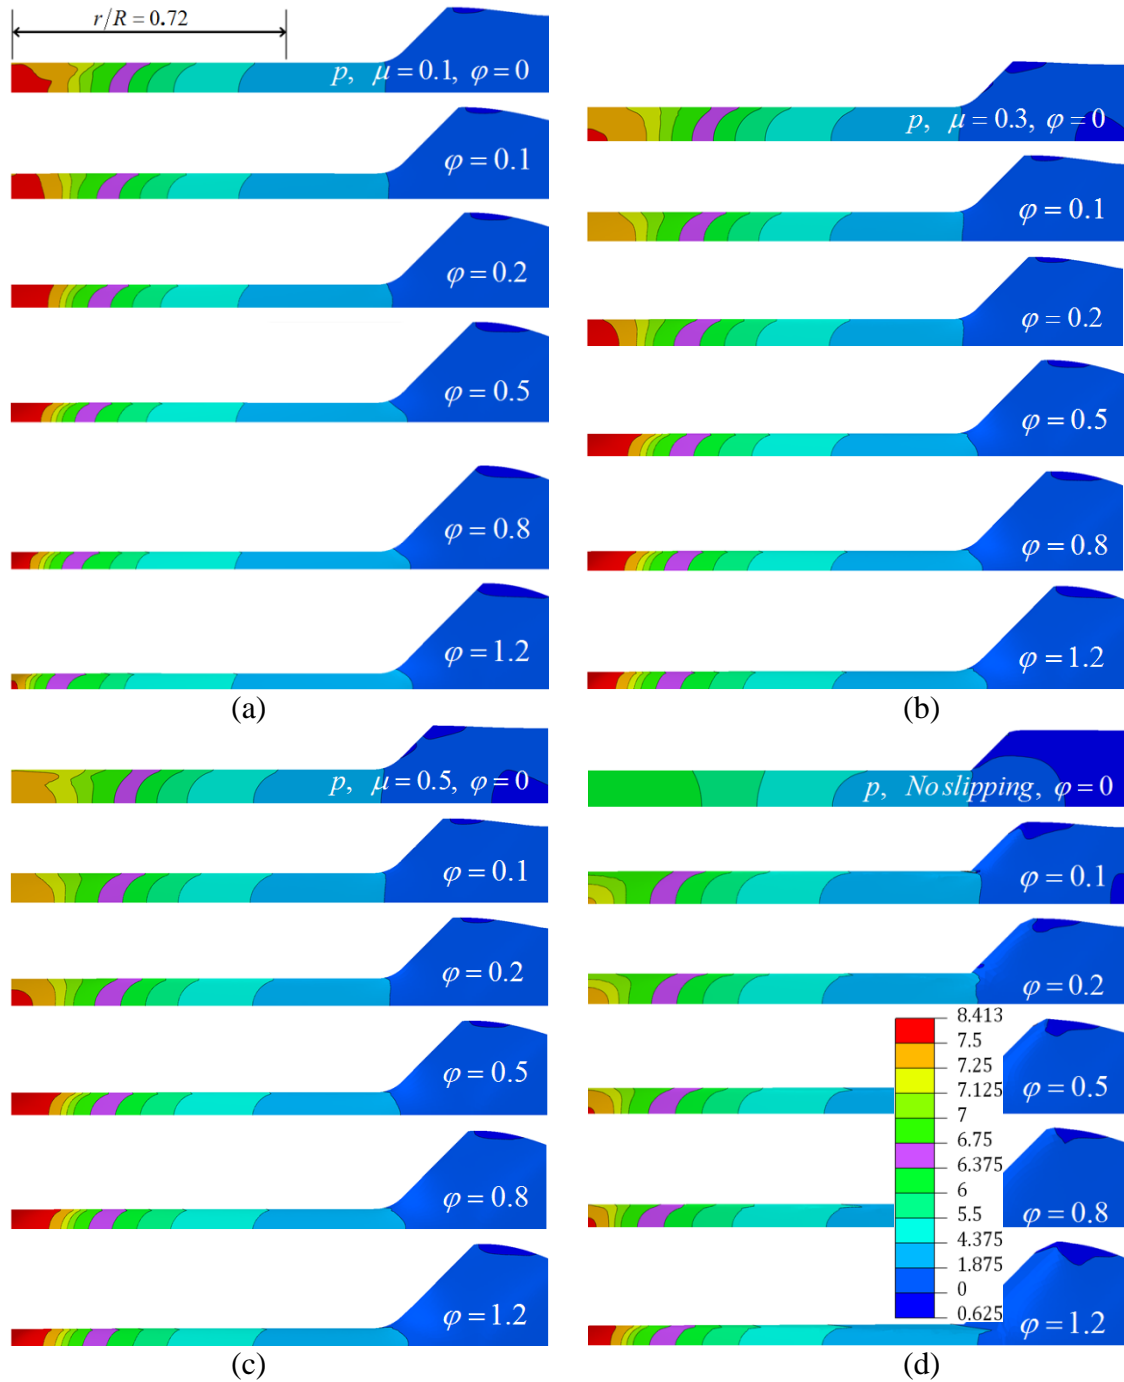 r/R = 0.72
p, μ = 0.1, φ = 0
φ = 0.1
φ = 0.2
φ = 0.5
φ = 0.8
φ = 1.2
(a)
p, μ = 0.3, φ = 0
φ = 0.1
φ = 0.2
φ = 0.5
φ = 0.8
φ = 1.2
(b)
p, μ = 0.5, φ = 0
φ = 0.1
φ = 0.2
φ = 0.5
φ = 0.8
φ = 1.2
(c)
p, No slipping, φ = 0
φ = 0.1
φ = 0.2
8.413
7.5
7.25
7.125
7
6.75
6.375
6
5.5
4.375
1.875
0
0.625
φ = 0.5
φ = 0.8
φ = 1.2
(d)